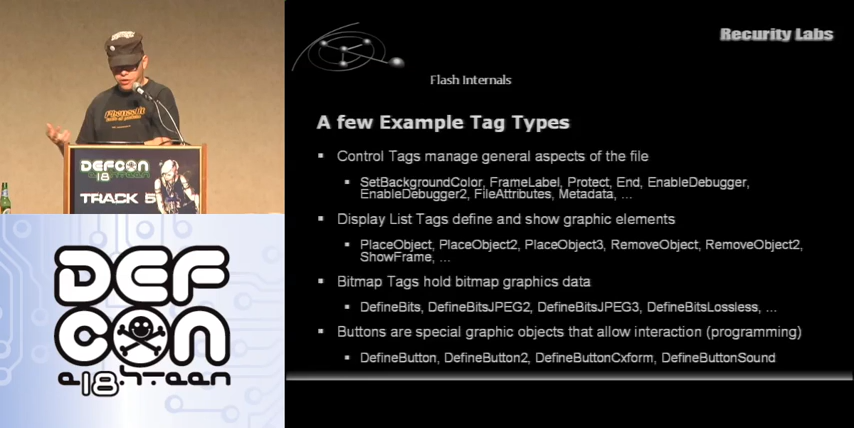 DEFCON
18
TRACK 5
DEF
CON
Recurity Labs
Flash Internals
A few Example Tag Types
Control Tags manage general aspects of the file
SetBackgroundColor, FrameLabel, Protect, End, EnableDebugger,
EnableDebugger2, FileAttributes, Metadata, ...
Display List Tags define and show graphic elements
PlaceObject, PlaceObject2, PlaceObject3, RemoveObject, RemoveObject2,
ShowFrame, ...
Bitmap Tags hold bitmap graphics data
DefineBits, DefineBitsJPEG2, DefineBitsJPEG3, DefineBitsLossless, ...
Buttons are special graphic objects that allow interaction (programming)
DefineButton, DefineButton2, DefineButtonCxform, DefineButtonSound